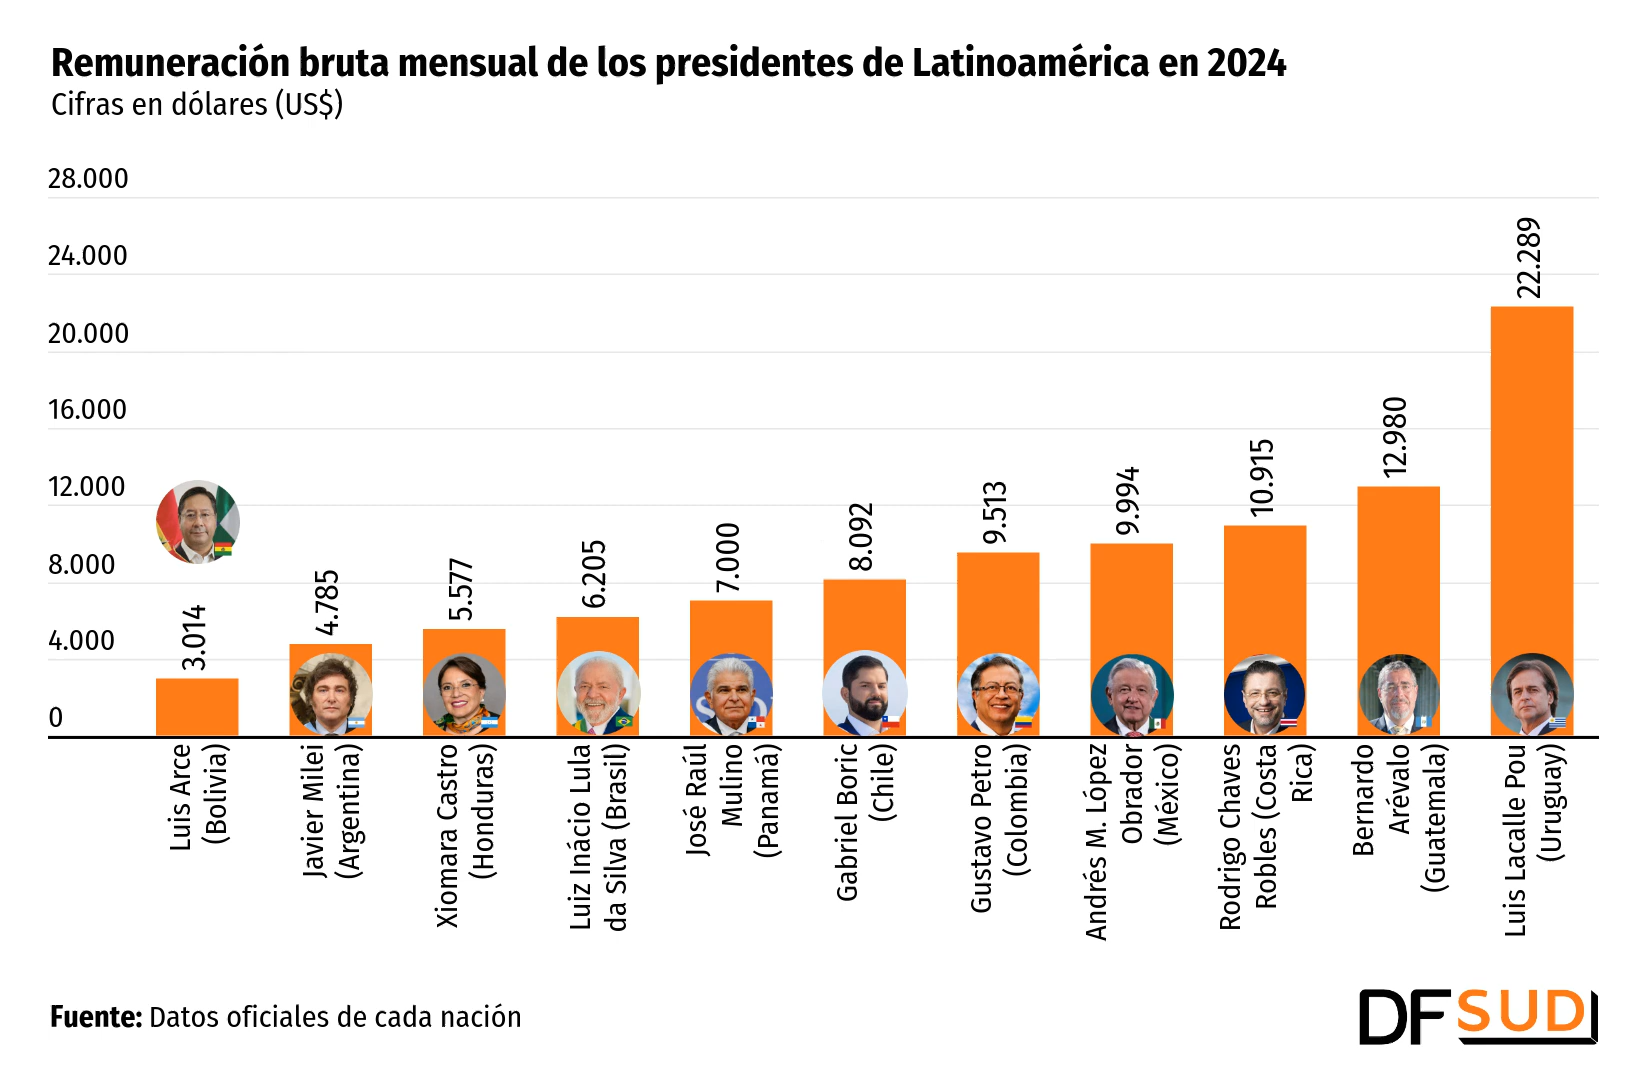 Remuneración bruta mensual de los presidentes de Latinoamérica en 2024
Cifras en dólares (US$)
28.000
24.000
20.000
16.000
12.000
8.000
4.000
0
3.014
4.785
5.577
6.205
7.000
8.092
9.513
9.994
10.915
12.980
22.289
Luis Arce
(Bolivia)
Javier Milei
(Argentina)
Xiomara Castro
(Honduras)
Luiz Inácio Lula
da Silva (Brasil)
José Raúl
Mulino
(Panamá)
Gabriel Boric
(Chile)
Gustavo Petro
(Colombia)
Andrés M. López
Obrador
(México)
Rodrigo Chaves
Robles (Costa
Rica)
Bernardo
Arévalo
(Guatemala)
Luis Lacalle Pou
(Uruguay)
Fuente: Datos oficiales de cada nación
DFSUD